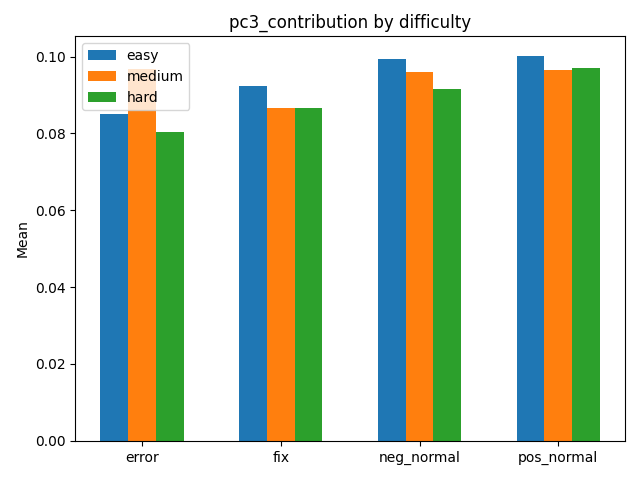 pc3_contribution by difficulty
easy
medium
hard
Mean
0.10
0.08
0.06
0.04
0.02
0.00
error
fix
neg_normal
pos_normal